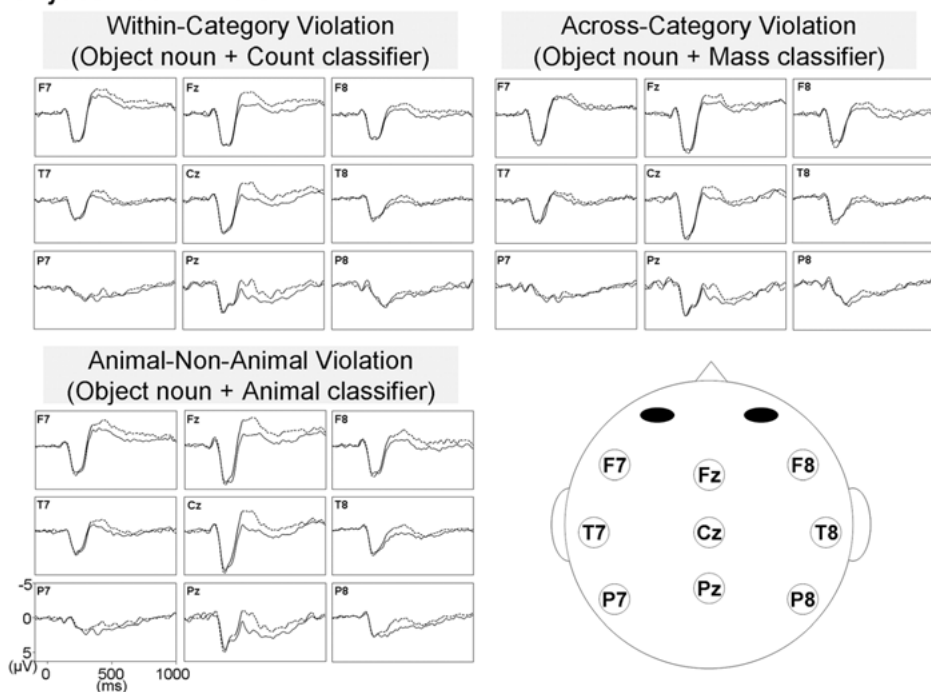 Within-Category Violation
(Object noun + Count classifier)
F7 Fz F8
T7 Cz T8
P7 Pz P8
Across-Category Violation
(Object noun + Mass classifier)
F7 Fz F8
T7 Cz T8
P7 Pz P8
Animal-Non-Animal Violation
(Object noun + Animal classifier)
F7 Fz F8
T7 Cz T8
P7 Pz P8
-5
0
5
(μV)
0 500 1000
(ms)
F7 Fz F8
T7 Cz T8
P7 Pz P8